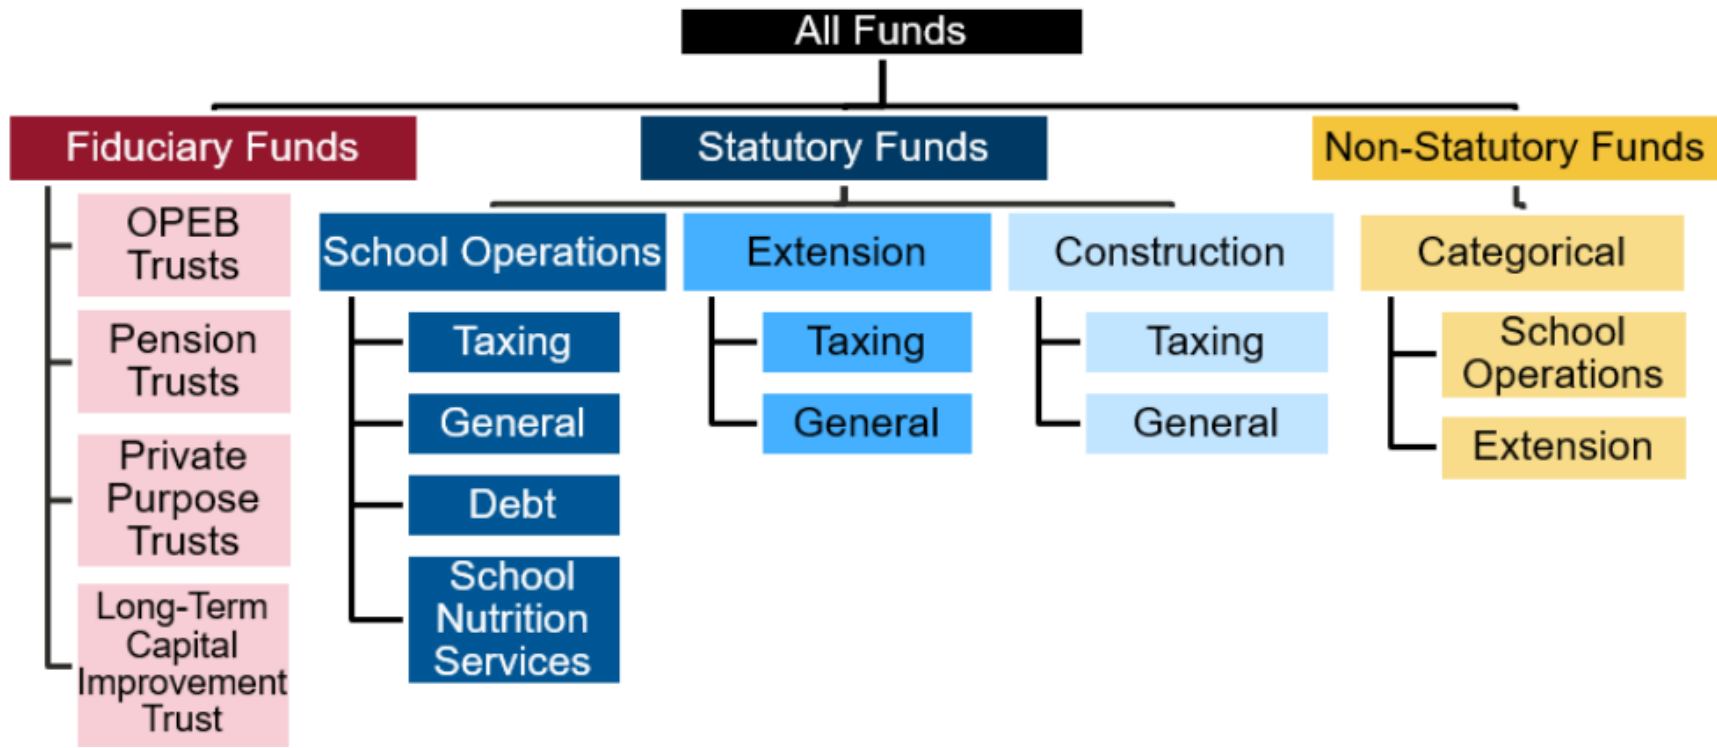 All Funds
Fiduciary Funds
Statutory Funds
Non-Statutory Funds
OPEB
Trusts
Pension
Trusts
Private
Purpose
Trusts
Long-Term
Capital
Improvement
Trust
School Operations
Taxing
General
Debt
School
Nutrition
Services
Extension
Taxing
General
Construction
Taxing
General
Categorical
School
Operations
Extension